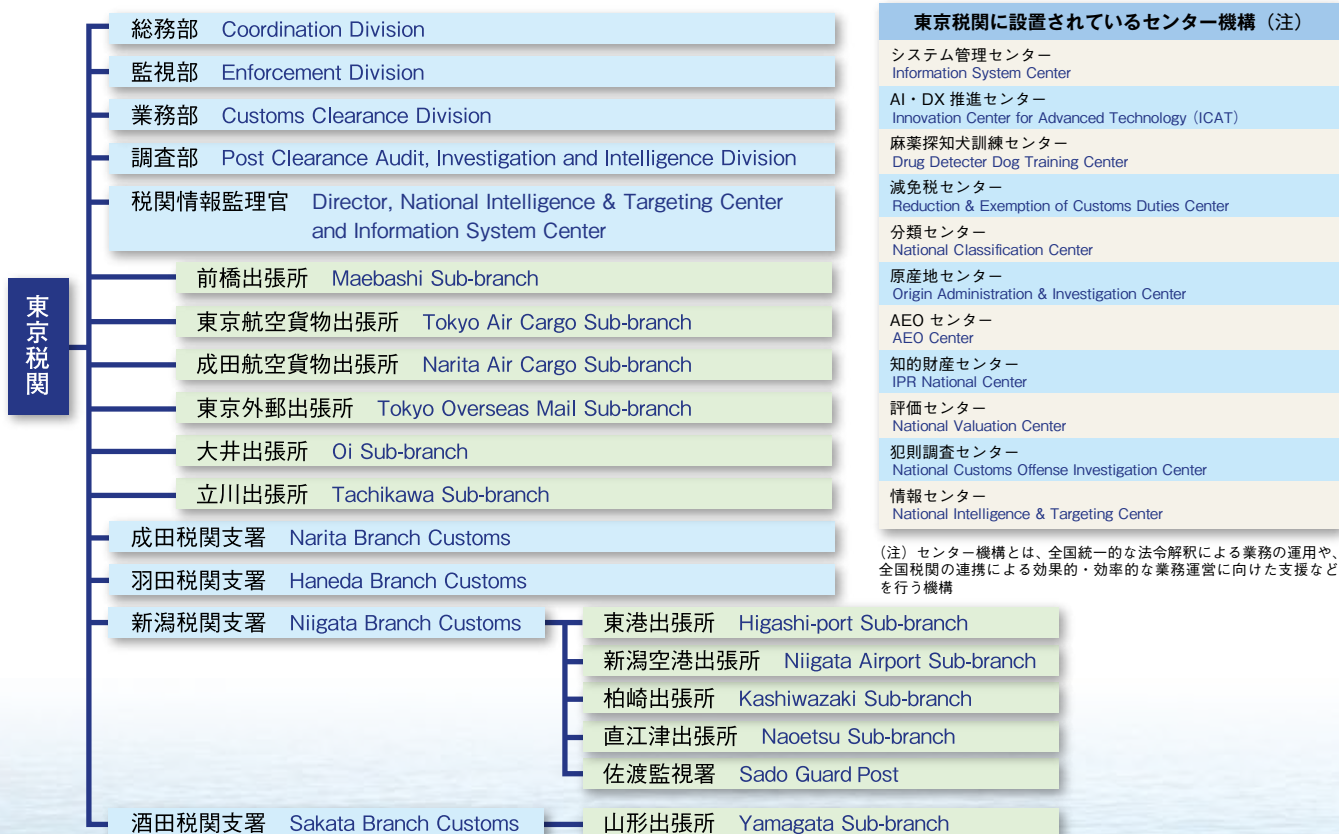 東京税関
総務部 Coordination Division
監視部 Enforcement Division
業務部 Customs Clearance Division
調査部 Post Clearance Audit, Investigation and Intelligence Division
税関情報監理官 Director, National Intelligence & Targeting Center
and Information System Center
前橋出張所 Maebashi Sub-branch
東京航空貨物出張所 Tokyo Air Cargo Sub-branch
成田航空貨物出張所 Narita Air Cargo Sub-branch
東京外郵出張所 Tokyo Overseas Mail Sub-branch
大井出張所 Oi Sub-branch
立川出張所 Tachikawa Sub-branch
成田税関支署 Narita Branch Customs
羽田税関支署 Haneda Branch Customs
新潟税関支署 Niigata Branch Customs
東港出張所 Higashi-port Sub-branch
新潟空港出張所 Niigata Airport Sub-branch
柏崎出張所 Kashiwazaki Sub-branch
直江津出張所 Naoetsu Sub-branch
佐渡監視署 Sado Guard Post
酒田税関支署 Sakata Branch Customs
山形出張所 Yamagata Sub-branch
東京税関に設置されているセンター機構（注）
システム管理センター
Information System Center
AI・DX 推進センター
Innovation Center for Advanced Technology（ICAT）
麻薬探知犬訓練センター
Drug Detecter Dog Training Center
減免税センター
Reduction & Exemption of Customs Duties Center
分類センター
National Classification Center
原産地センター
Origin Administration & Investigation Center
AEO センター
AEO Center
知的財産センター
IPR National Center
評価センター
National Valuation Center
犯則調査センター
National Customs Offense Investigation Center
情報センター
National Intelligence & Targeting Center
（注）センター機構とは、全国統一的な法令解釈による業務の運用や、
全国税関の連携による効果的・効率的な業務運営に向けた支援など
を行う機構